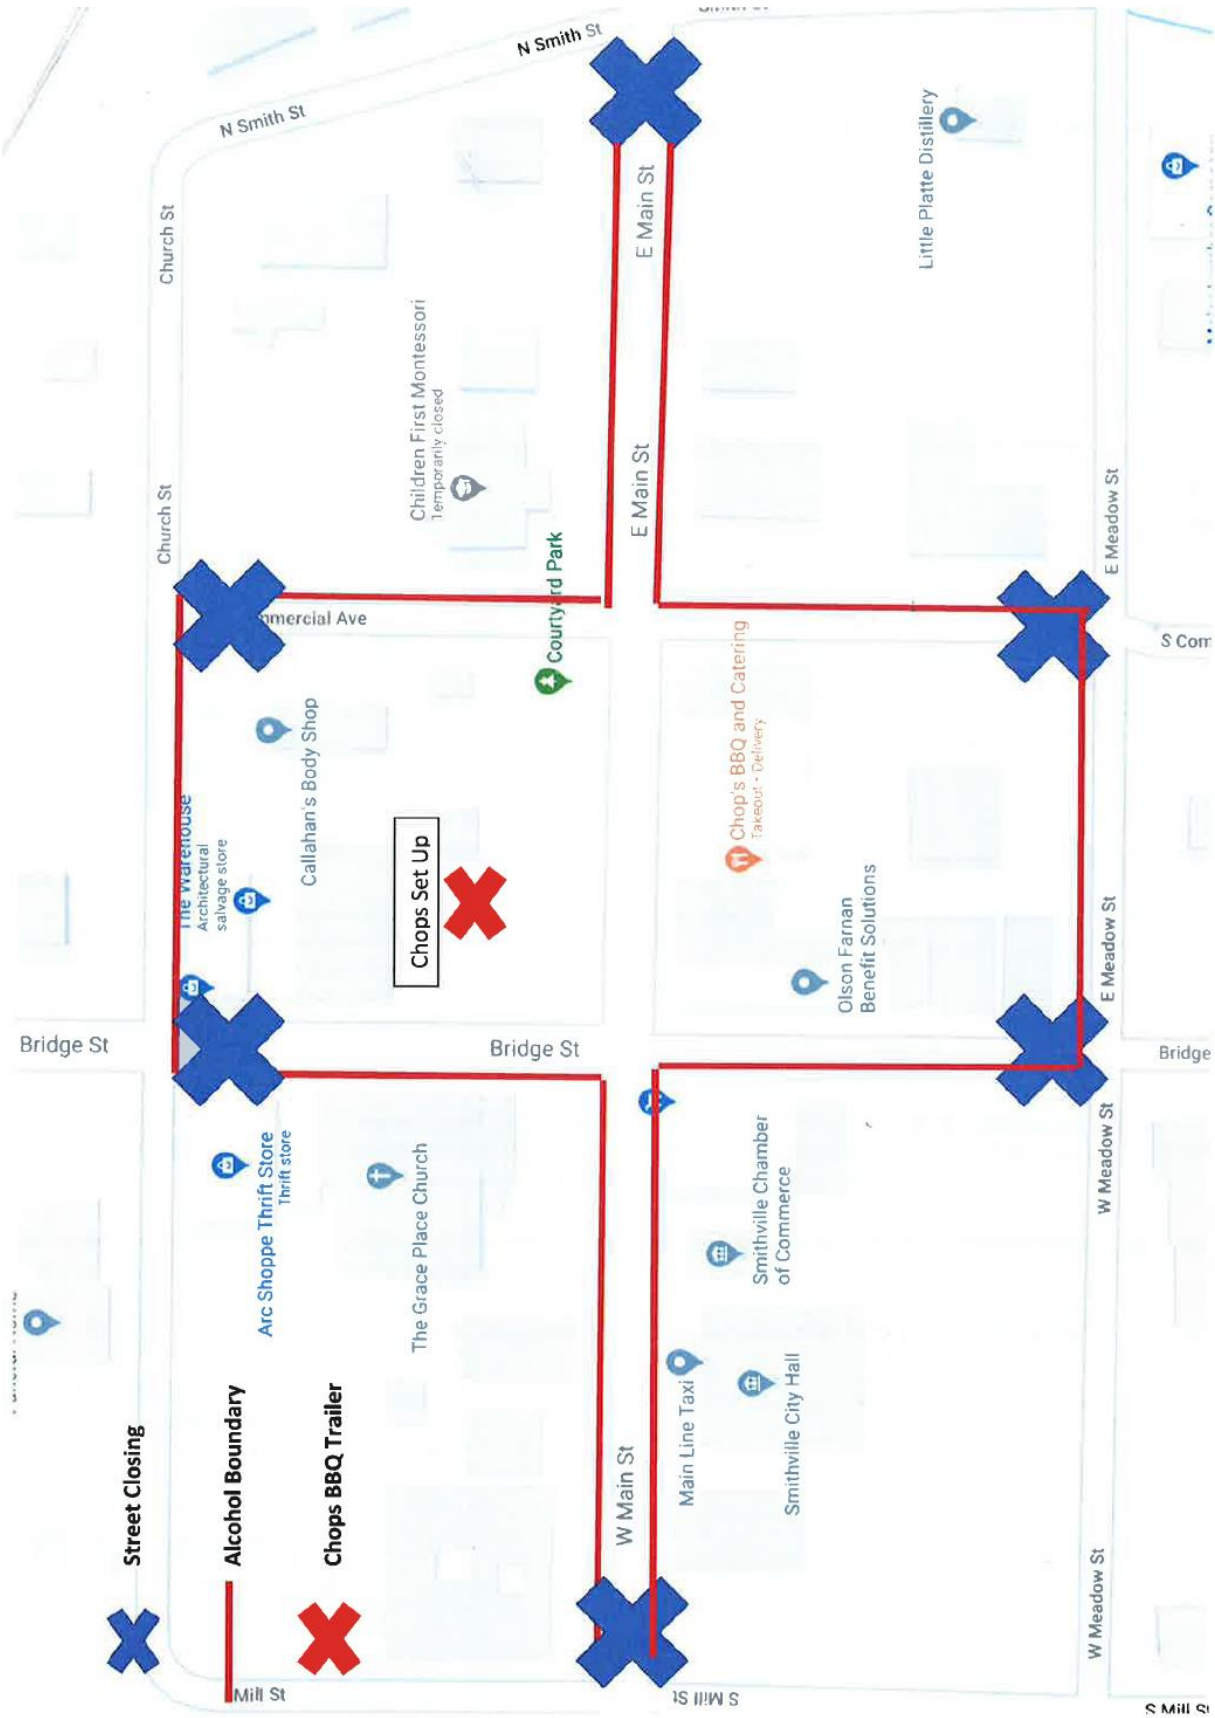 N Smith St
N Smith St
Church St
Church St
E Main St
E Main St
Little Platte Distillery
Children First Montessori
Temporarily closed
Courtyard Park
mmercial Ave
E Meadow St
S Com
The Warehouse
Architectural
salvage store
Callahan's Body Shop
Chops Set Up
Chop's BBQ and Catering
Takeout • Delivery
Olson Farnan
Benefit Solutions
E Meadow St
Bridge St
Bridge St
Bridge
Arc Shoppe Thrift Store
Thrift store
The Grace Place Church
Smithville Chamber
of Commerce
W Meadow St
Main Line Taxi
Smithville City Hall
W Main St
W Meadow St
Street Closing
Alcohol Boundary
Chops BBQ Trailer
Mill St
S Mill St
S Mill St